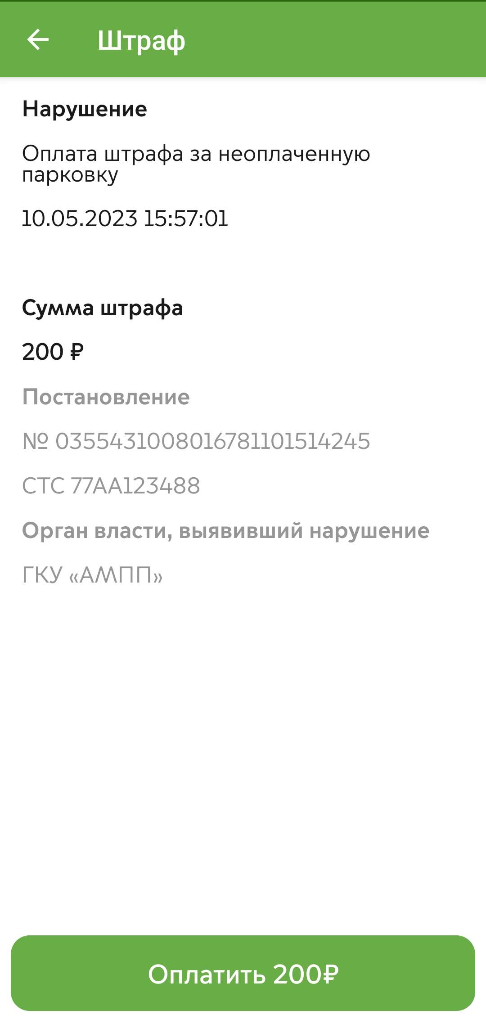 Штраф
Нарушение
Оплата штрафа за неоплаченную
парковку
10.05.2023 15:57:01
Сумма штрафа
200 ₽
Постановление
№ 0355431008016781101514245
СТС 77АА123488
Орган власти, выявивший нарушение
ГКУ «АМПП»
Оплатить 200₽